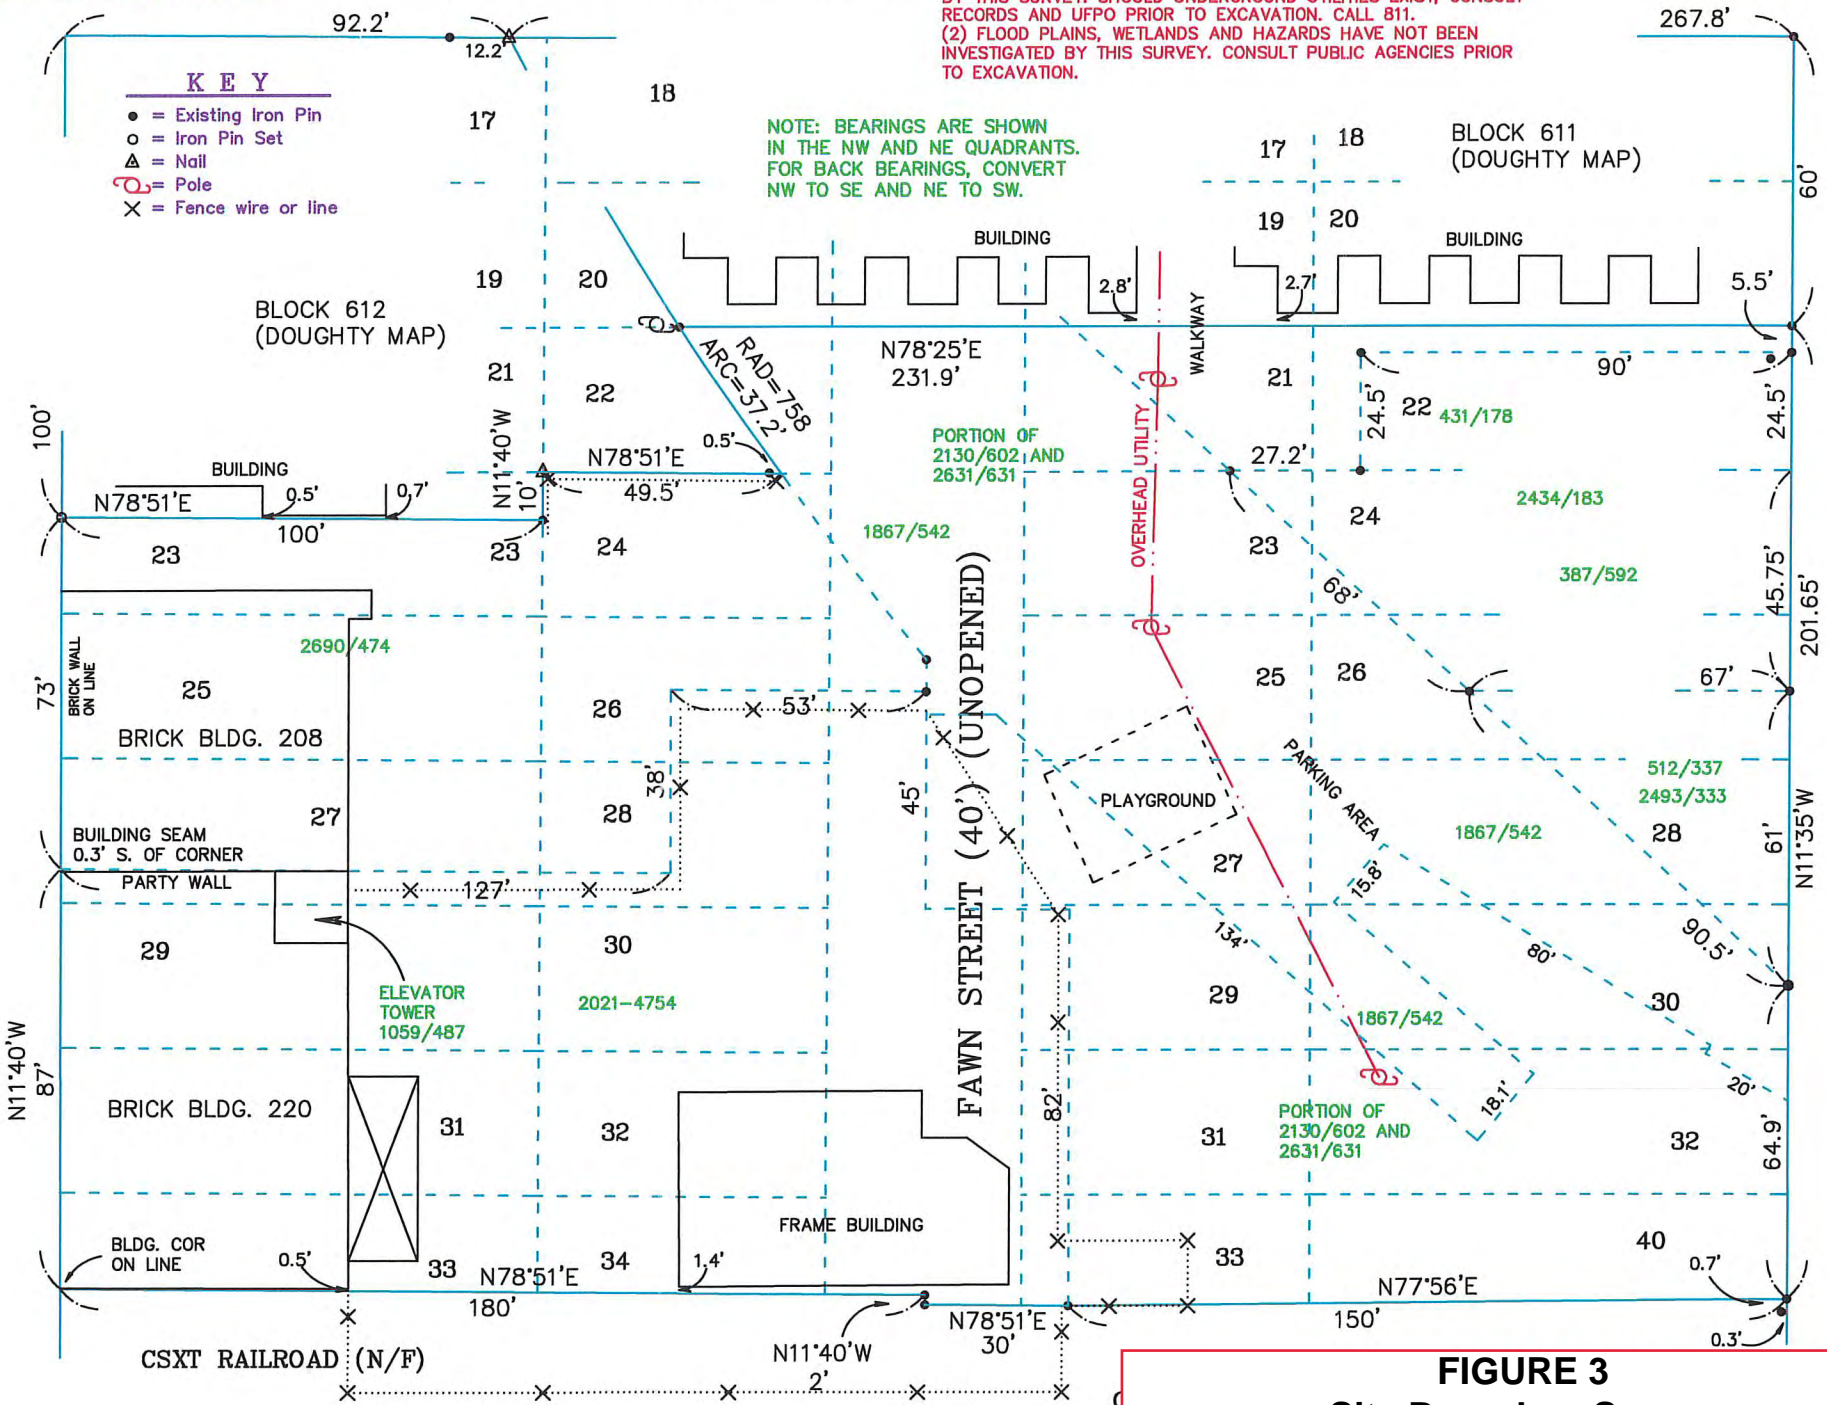 BY THIS SURVEY. SHOULD UNDERGROUND UTILITIES EXIST, CONSULT
RECORDS AND UFPO PRIOR TO EXCAVATION. CALL 811.
(2) FLOOD PLAINS, WETLANDS AND HAZARDS HAVE NOT BEEN
INVESTIGATED BY THIS SURVEY. CONSULT PUBLIC AGENCIES PRIOR
TO EXCAVATION.
92.2'
12.2'
267.8'
K E Y
= Existing Iron Pin
= Iron Pin Set
= Nail
= Pole
= Fence wire or line
17
18
NOTE: BEARINGS ARE SHOWN
IN THE NW AND NE QUADRANTS.
FOR BACK BEARINGS, CONVERT
NW TO SE AND NE TO SW.
17
18
BLOCK 611
(DOUGHTY MAP)
60'
19
20
BUILDING
BUILDING
19
20
BLOCK 612
(DOUGHTY MAP)
2.8'
2.7'
5.5'
WALKWAY
N78°25'E
231.9'
RAD=758
ARC=37.2'
21
22
21
22
90'
24.5'
24.5'
431/178
100'
N11°40'W
10'
0.5'
N78°51'E
49.5'
PORTION OF
2130/602 AND
2631/631
OVERHEAD UTILITY
27.2'
BUILDING
N78°51'E
0.5'
0.7'
100'
2434/183
23
23
24
1867/542
23
24
387/592
45.75'
201.65'
68'
FAWN STREET (40') (UNOPENED)
2690/474
BRICK WALL
ON LINE
73'
25
26
53'
25
26
67'
BRICK BLDG. 208
38'
45'
PLAYGROUND
PARKING AREA
512/337
2493/333
1867/542
28
61'
N11°35'W
27
28
27
15.8'
BUILDING SEAM
0.3' S. OF CORNER
PARTY WALL
127'
29
30
134'
80'
90.5'
ELEVATOR
TOWER
1059/487
2021-4754
29
30
1867/542
N11°40'W
87'
BRICK BLDG. 220
31
32
82'
20'
18.1'
PORTION OF
2130/602 AND
2631/631
31
32
64.9'
FRAME BUILDING
BLDG. COR
ON LINE
0.5'
33
N78°51'E
34
1.4'
33
40
0.7'
N77°56'E
180'
N78°51'E
30'
150'
0.3'
N11°40'W
2'
CSXT RAILROAD (N/F)
FIGURE 3